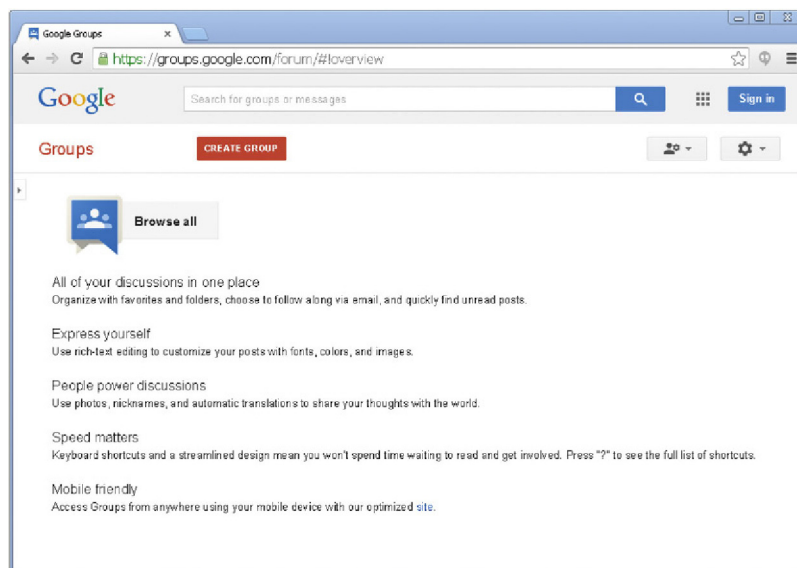 Google Groups
https://groups.google.com/forum/#!overview
Google
Search for groups or messages
Sign in
Groups
CREATE GROUP
Browse all
All of your discussions in one place
Organize with favorites and folders, choose to follow along via email, and quickly find unread posts.
Express yourself
Use rich-text editing to customize your posts with fonts, colors, and images.
People power discussions
Use photos, nicknames, and automatic translations to share your thoughts with the world.
Speed matters
Keyboard shortcuts and a streamlined design mean you won't spend time waiting to read and get involved. Press "?" to see the full list of shortcuts.
Mobile friendly
Access Groups from anywhere using your mobile device with our optimized site.